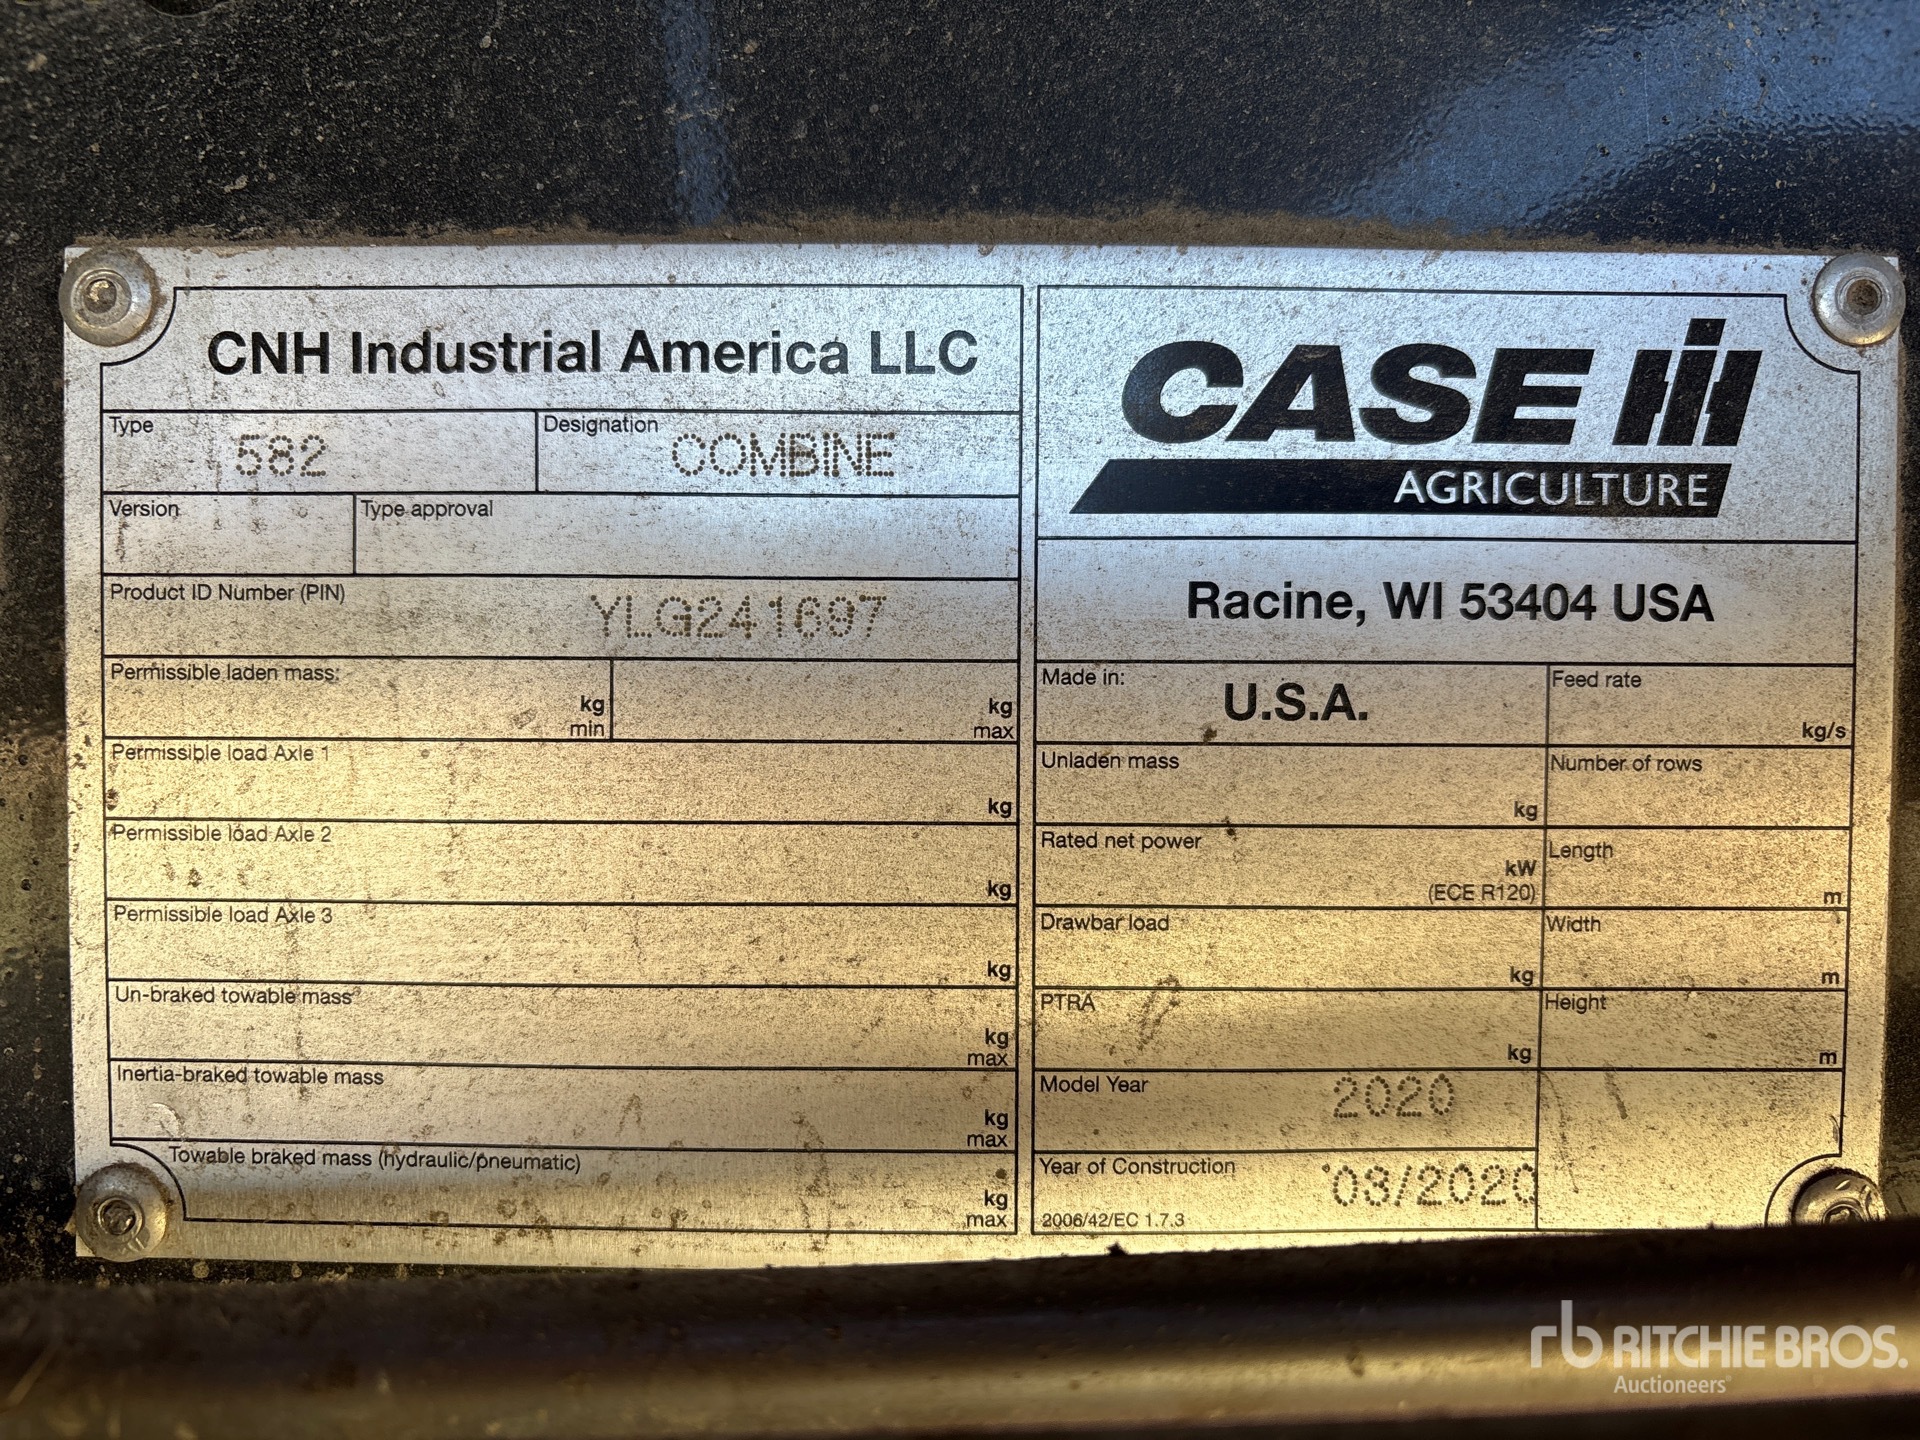 CNH Industrial America LLC
Type 582 Designation COMBINE
Version Type approval
Product ID Number (PIN) YLG241697
Permissible laden mass: kg min kg max
Permissible load Axle 1 kg
Permissible load Axle 2 kg
Permissible load Axle 3 kg
Un-braked towable mass kg max
Inertia-braked towable mass kg max
Towable braked mass (hydraulic/pneumatic) kg max
CASE IH
AGRICULTURE
Racine, WI 53404 USA
Made in: U.S.A. Feed rate kg/s
Unladen mass kg Number of rows
Rated net power kW (ECE R120) Length m
Drawbar load kg Width m
PTRA kg Height m
Model Year 2020
Year of Construction 03/2020
2006/42/EC 1.7.3
rb RITCHIE BROS.
Auctioneers